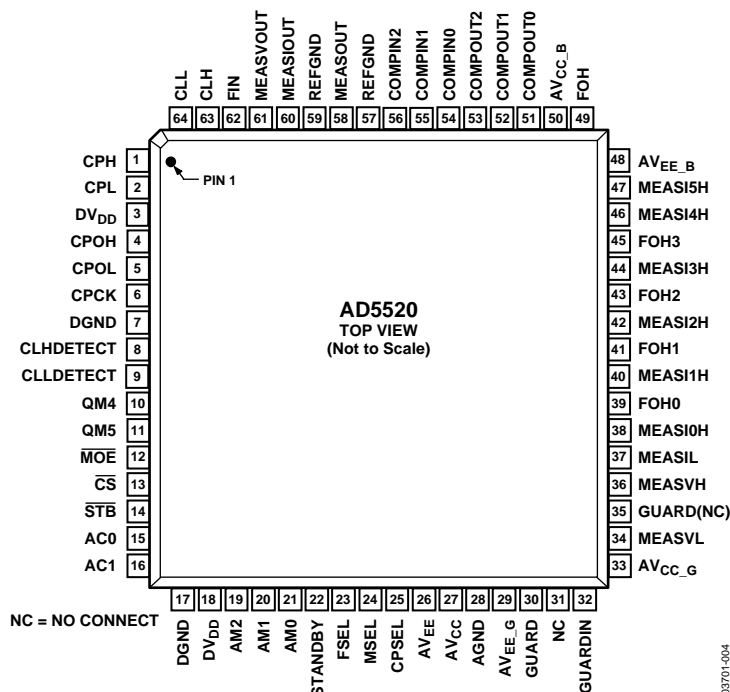 CLL
CLH
FIN
MEASVOUT
MEASIOUT
REFGND
MEASOUT
REFGND
COMPIN2
COMPIN1
COMPIN0
COMPOUT2
COMPOUT1
COMPOUT0
AVCC_B
FOH
64 63 62 61 60 59 58 57 56 55 54 53 52 51 50 49
CPH 1
CPL 2
DVDD 3
CPOH 4
CPOL 5
CPCK 6
DGND 7
CLHDETECT 8
CLLDETECT 9
QM4 10
QM5 11
MOE 12
CS 13
STB 14
AC0 15
AC1 16
PIN 1
AD5520
TOP VIEW
(Not to Scale)
48 AVEE_B
47 MEASI5H
46 MEASI4H
45 FOH3
44 MEASI3H
43 FOH2
42 MEASI2H
41 FOH1
40 MEASI1H
39 FOH0
38 MEASI0H
37 MEASIL
36 MEASVH
35 GUARD(NC)
34 MEASVL
33 AVCC_G
17 18 19 20 21 22 23 24 25 26 27 28 29 30 31 32
NC = NO CONNECT
DGND
DVDD
AM2
AM1
AM0
STANDBY
FSEL
MSEL
CPSEL
AVEE
AVCC
AGND
AVEE_G
GUARD
NC
GUARDIN
03701-004